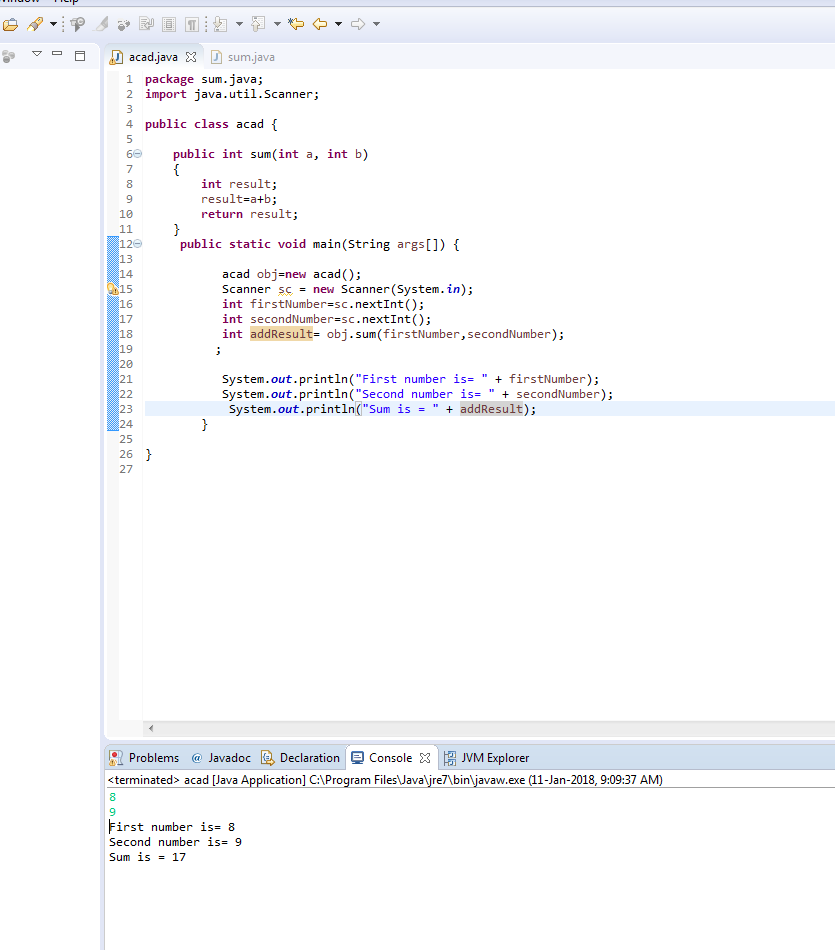 Window Help
acad.java sum.java
1 package sum.java;
2 import java.util.Scanner;
3
4 public class acad {
5
6 public int sum(int a, int b)
7 {
8 int result;
9 result=a+b;
10 return result;
11 }
12 public static void main(String args[]) {
13
14 acad obj=new acad();
15 Scanner sc = new Scanner(System.in);
16 int firstNumber=sc.nextInt();
17 int secondNumber=sc.nextInt();
18 int addResult= obj.sum(firstNumber,secondNumber);
19 ;
20
21 System.out.println("First number is= " + firstNumber);
22 System.out.println("Second number is= " + secondNumber);
23 System.out.println("Sum is = " + addResult);
24 }
25
26 }
27
Problems @ Javadoc Declaration Console JVM Explorer
<terminated> acad [Java Application] C:\Program Files\Java\jre7\bin\javaw.exe (11-Jan-2018, 9:09:37 AM)
8
9
First number is= 8
Second number is= 9
Sum is = 17